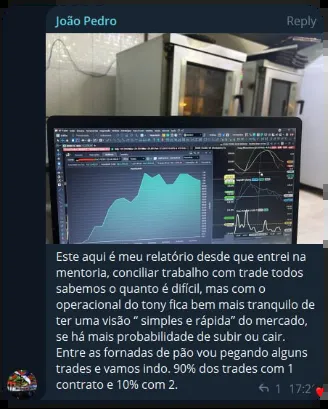 João Pedro
Reply
Este aqui é meu relatório desde que entrei na
mentoria, conciliar trabalho com trade todos
sabemos o quanto é difícil, mas com o
operacional do tony fica bem mais tranquilo de
ter uma visão “ simples e rápida” do mercado,
se há mais probabilidade de subir ou cair.
Entre as fornadas de pão vou pegando alguns
trades e vamos indo. 90% dos trades com 1
contrato e 10% com 2.
1